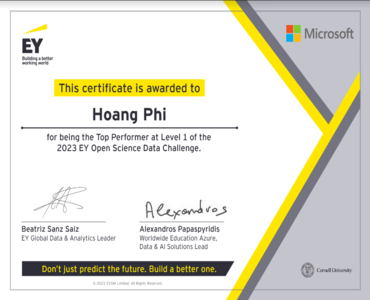 EY
Building a better
working world
Microsoft
This certificate is awarded to
Hoang Phi
for being the Top Performer at Level 1 of the
2023 EY Open Science Data Challenge.
Alexandros
Beatriz Sanz Saiz
EY Global Data & Analytics Leader
Alexandros Papaspyridis
Worldwide Education Azure,
Data & AI Solutions Lead
Don't just predict the future. Build a better one.
Cornell University
© 2023 EYGM Limited. All Rights Reserved.